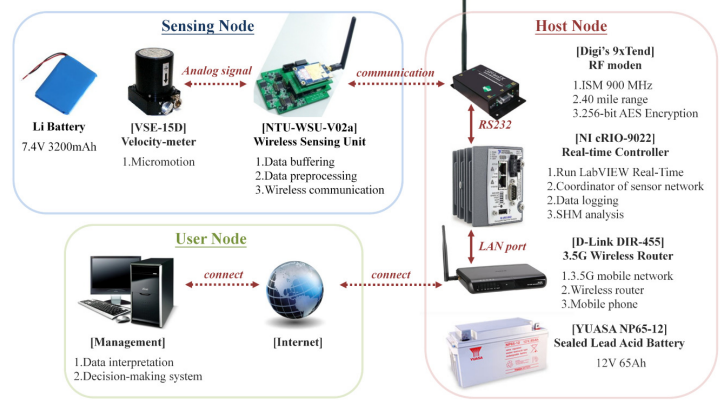 Sensing Node
Analog signal
communication
Li Battery
7.4V 3200mAh
[VSE-15D]
Velocity-meter
1.Micromotion
[NTU-WSU-V02a]
Wireless Sensing Unit
1.Data buffering
2.Data preprocessing
3.Wireless communication
Host Node
[Digi's 9xTend]
RF moden
1.ISM 900 MHz
2.40 mile range
3.256-bit AES Encryption
RS232
[NI cRIO-9022]
Real-time Controller
1.Run LabVIEW Real-Time
2.Coordinator of sensor network
2.Data logging
3.SHM analysis
LAN port
[D-Link DIR-455]
3.5G Wireless Router
1.3.5G mobile network
2.Wireless router
3.Mobile phone
[YUASA NP65-12]
Sealed Lead Acid Battery
12V 65Ah
YUASA
User Node
connect
connect
[Management]
1.Data interpretation
2.Decision-making system
[Internet]